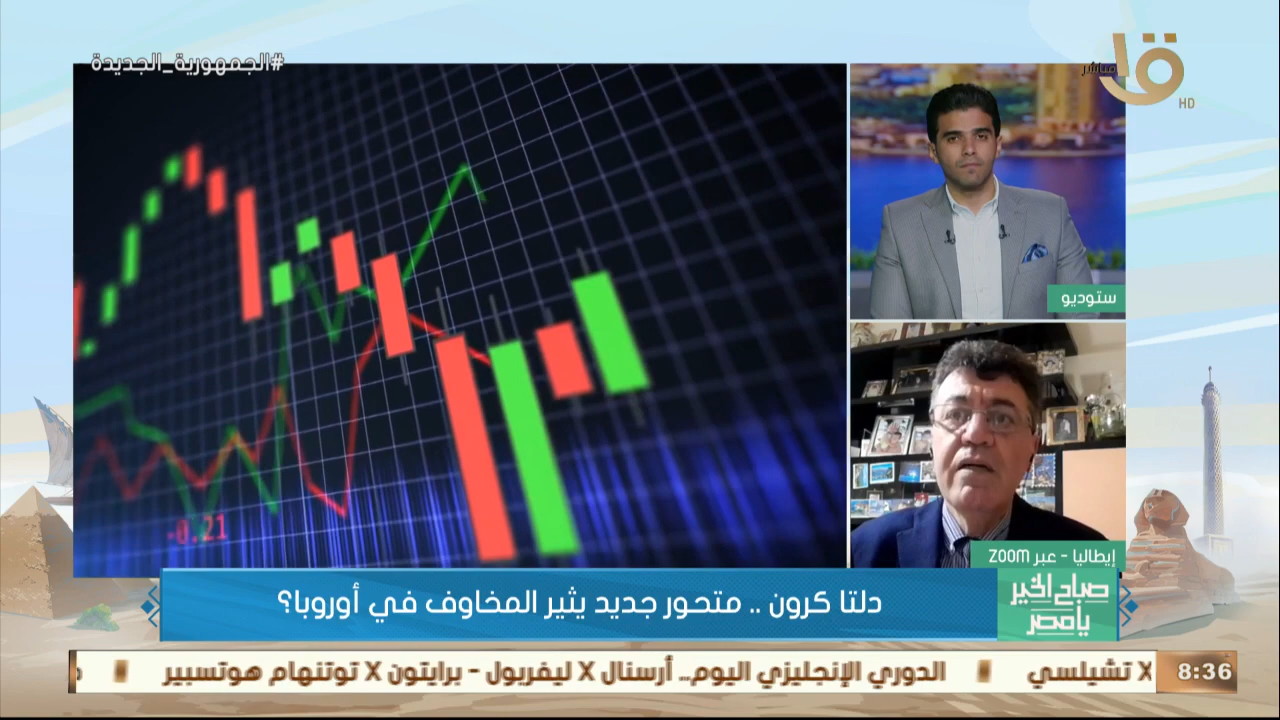 #الجمهورية_الجديدة
مباشر
HD
ستوديو
-0.21
إيطاليا - عبر ZOOM
صباح الخير
يا مصر
دلتا كرون .. متحور جديد يثير المخاوف في أوروبا؟
X تشيلسي ▮ الدوري الإنجليزي اليوم.. أرسنال X ليفربول - برايتون X توتنهام هوتسبير
8:36